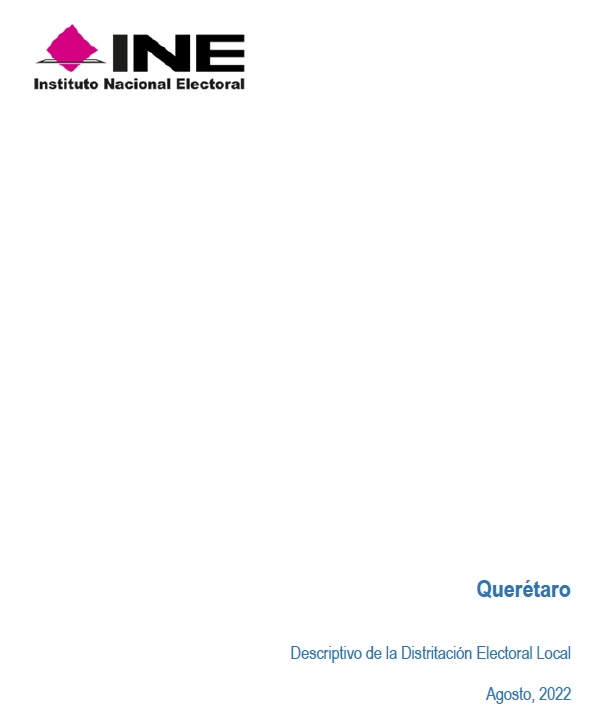 INE
Instituto Nacional Electoral
Querétaro
Descriptivo de la Distritación Electoral Local
Agosto, 2022